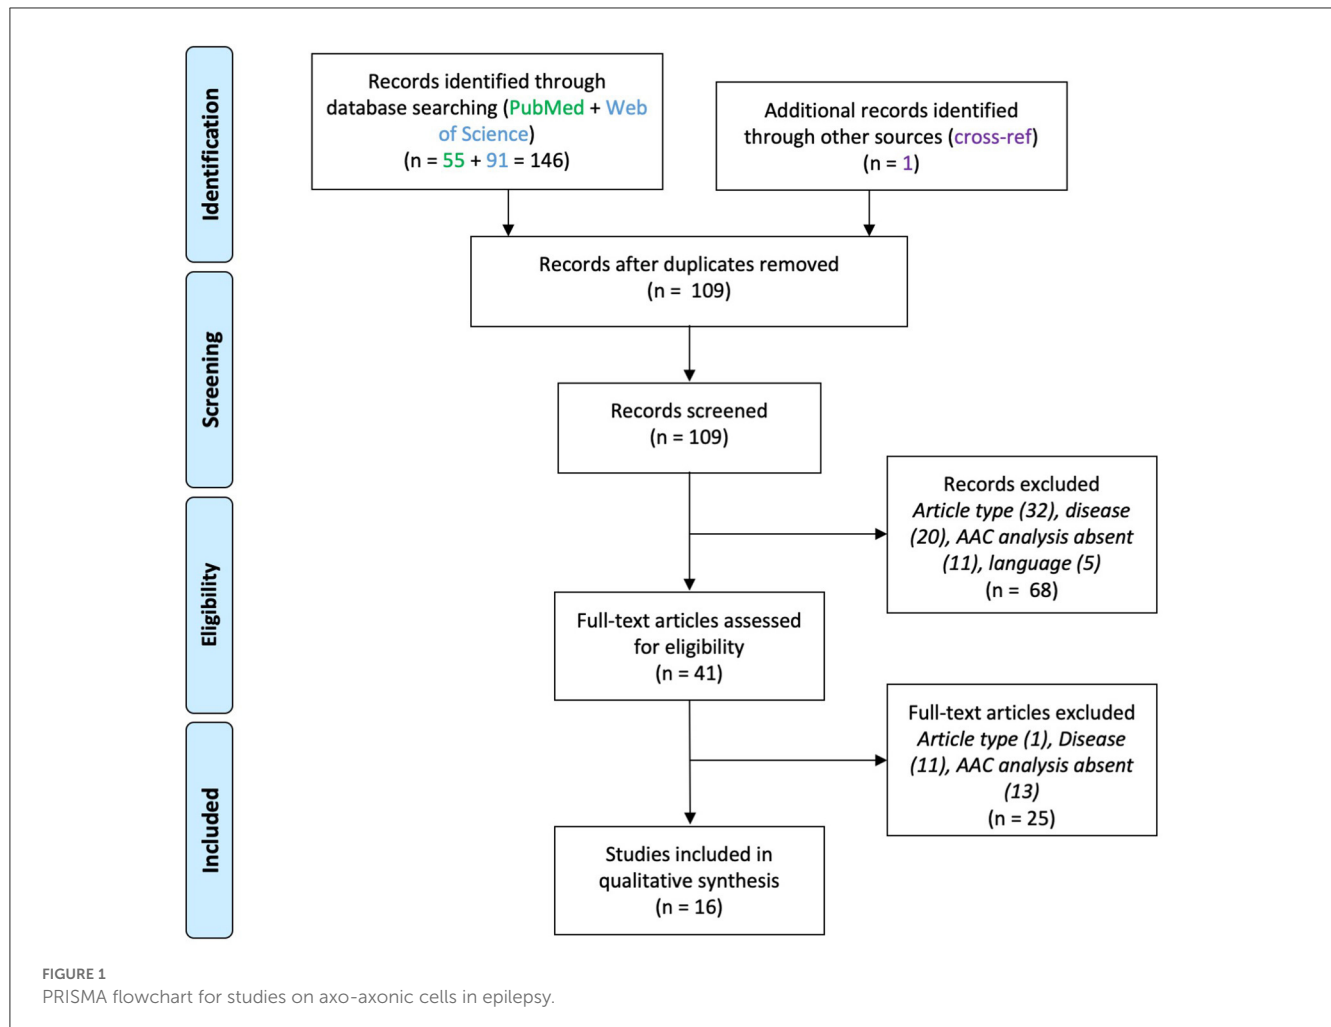 Identification
Records identified through
database searching (PubMed + Web
of Science)
(n = 55 + 91 = 146)
Additional records identified
through other sources (cross-ref)
(n = 1)
Records after duplicates removed
(n = 109)
Screening
Records screened
(n = 109)
Records excluded
Article type (32), disease
(20), AAC analysis absent
(11), language (5)
(n = 68)
Eligibility
Full-text articles assessed
for eligibility
(n = 41)
Full-text articles excluded
Article type (1), Disease
(11), AAC analysis absent
(13)
(n = 25)
Included
Studies included in
qualitative synthesis
(n = 16)
FIGURE 1
PRISMA flowchart for studies on axo-axonic cells in epilepsy.